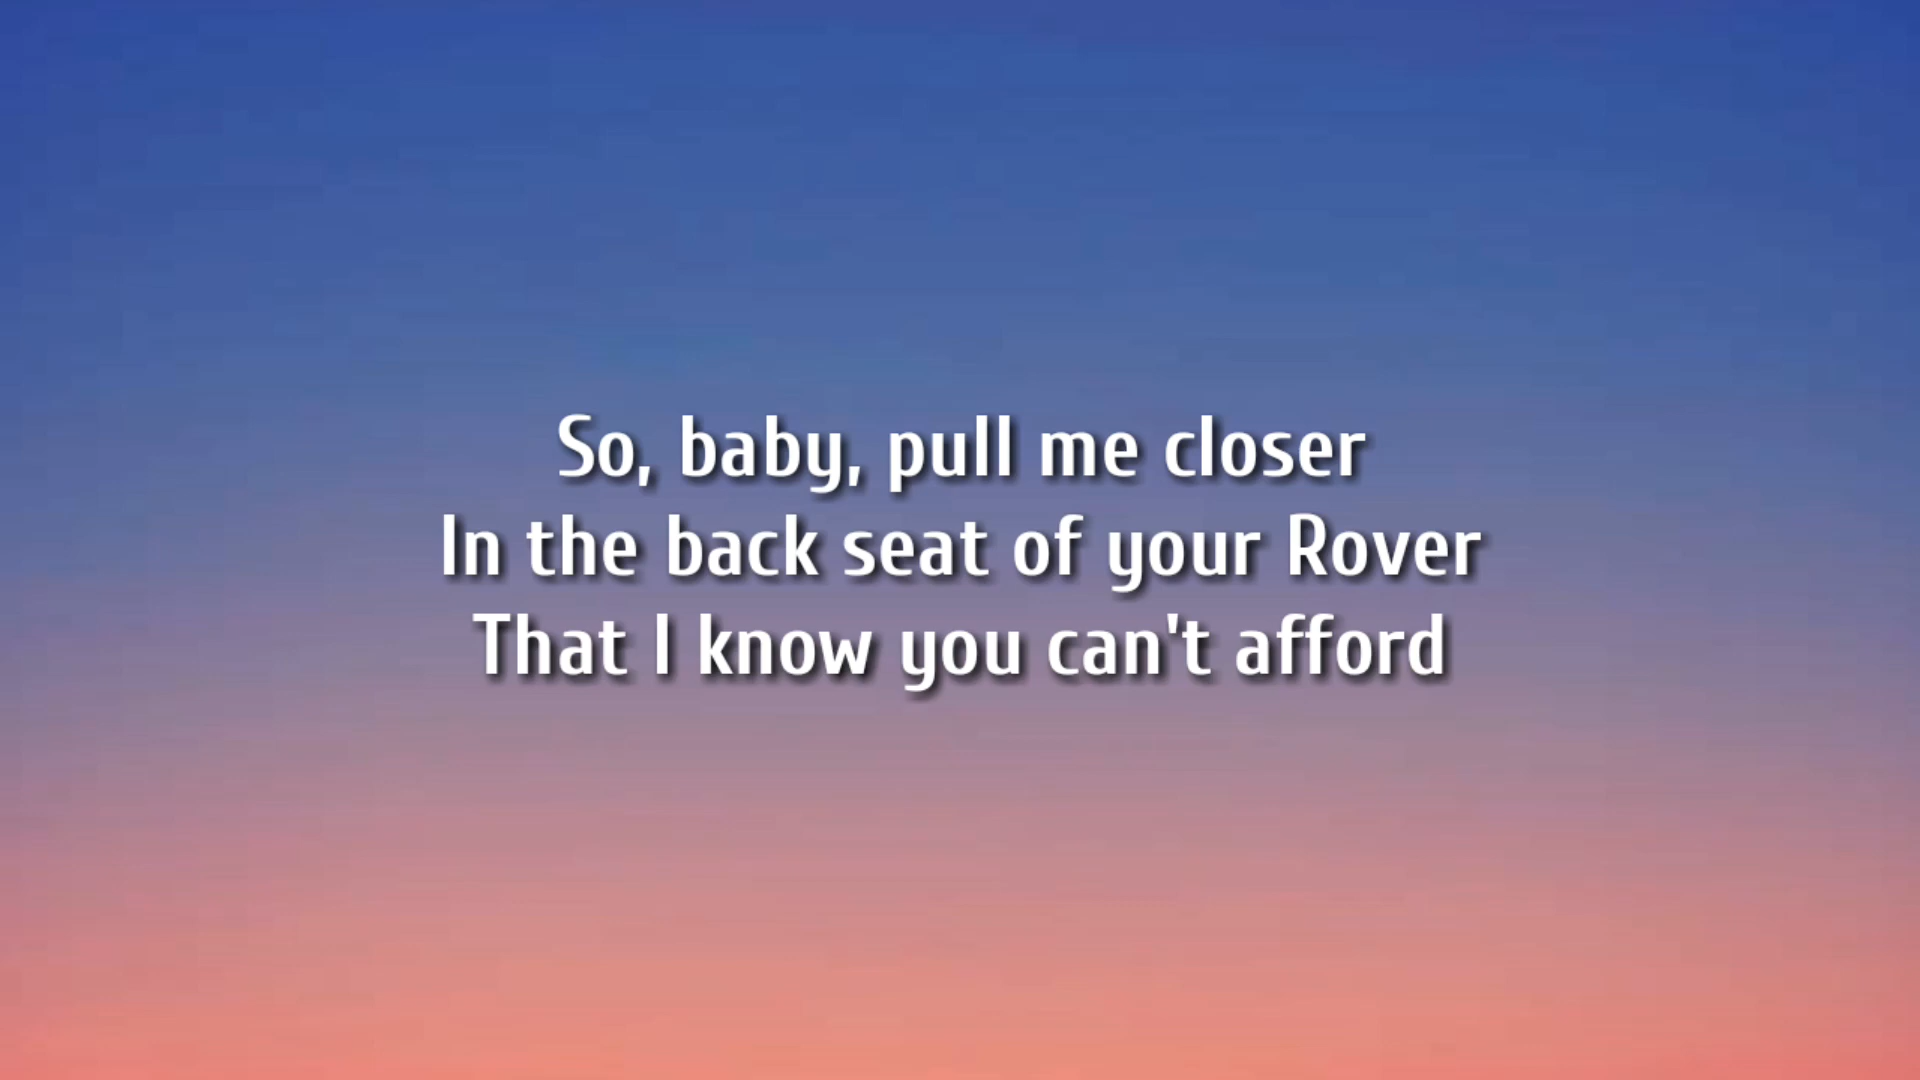 So, baby, pull me closer
In the back seat of your Rover
That I know you can't afford